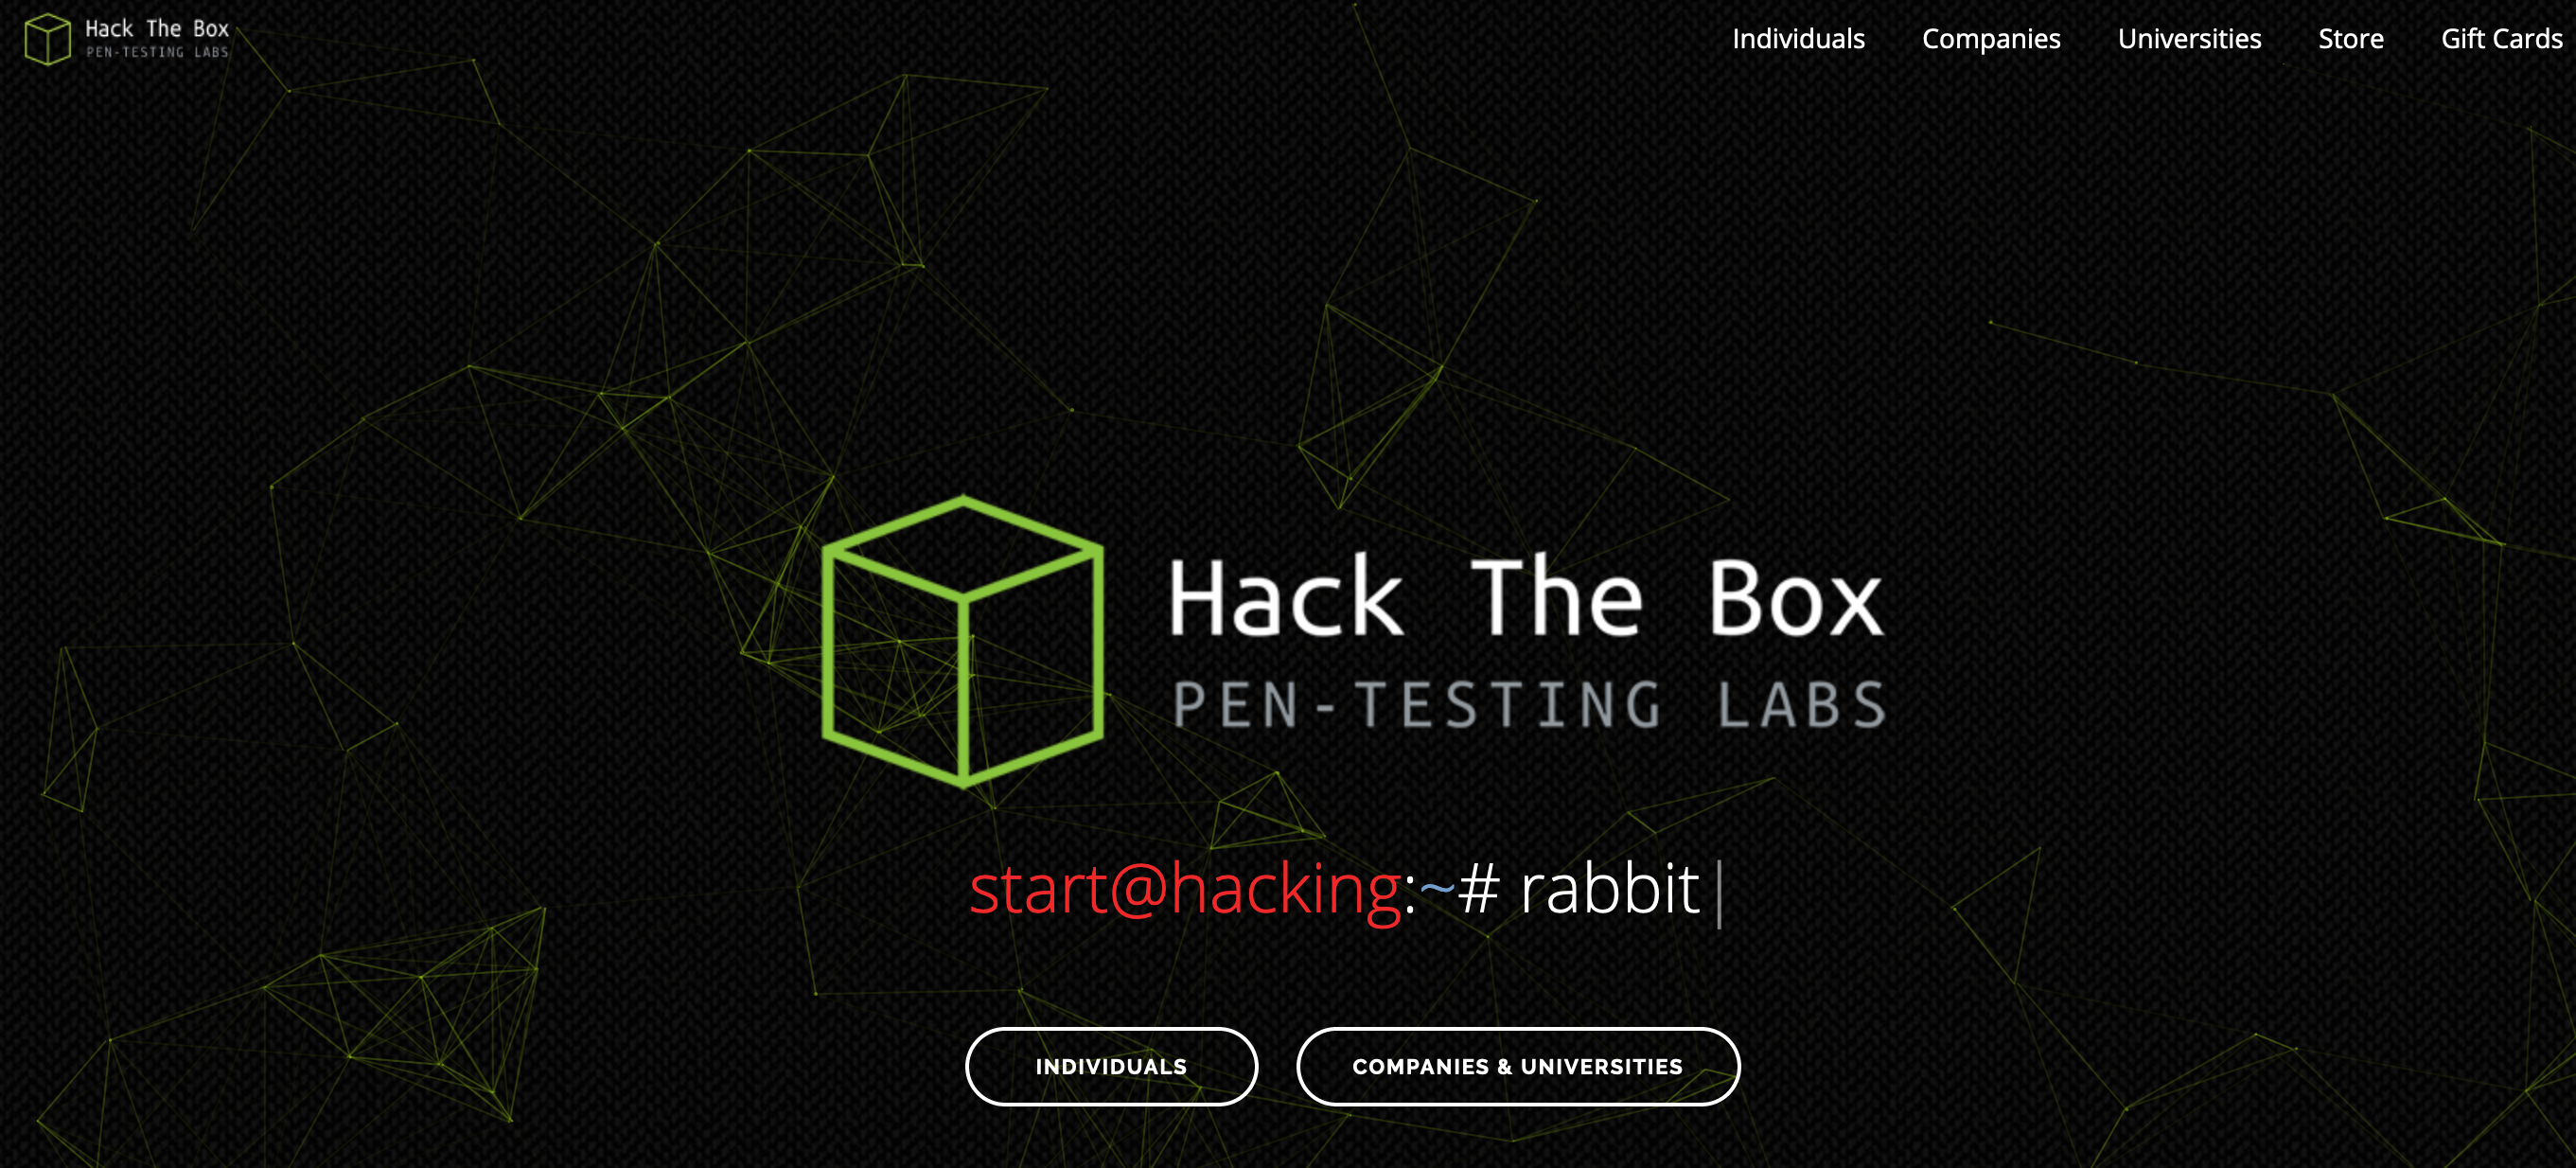 Hack The Box
PEN-TESTING LABS
Individuals Companies Universities Store Gift Cards
Hack The Box
PEN-TESTING LABS
start@hacking:~# rabbit
INDIVIDUALS COMPANIES & UNIVERSITIES